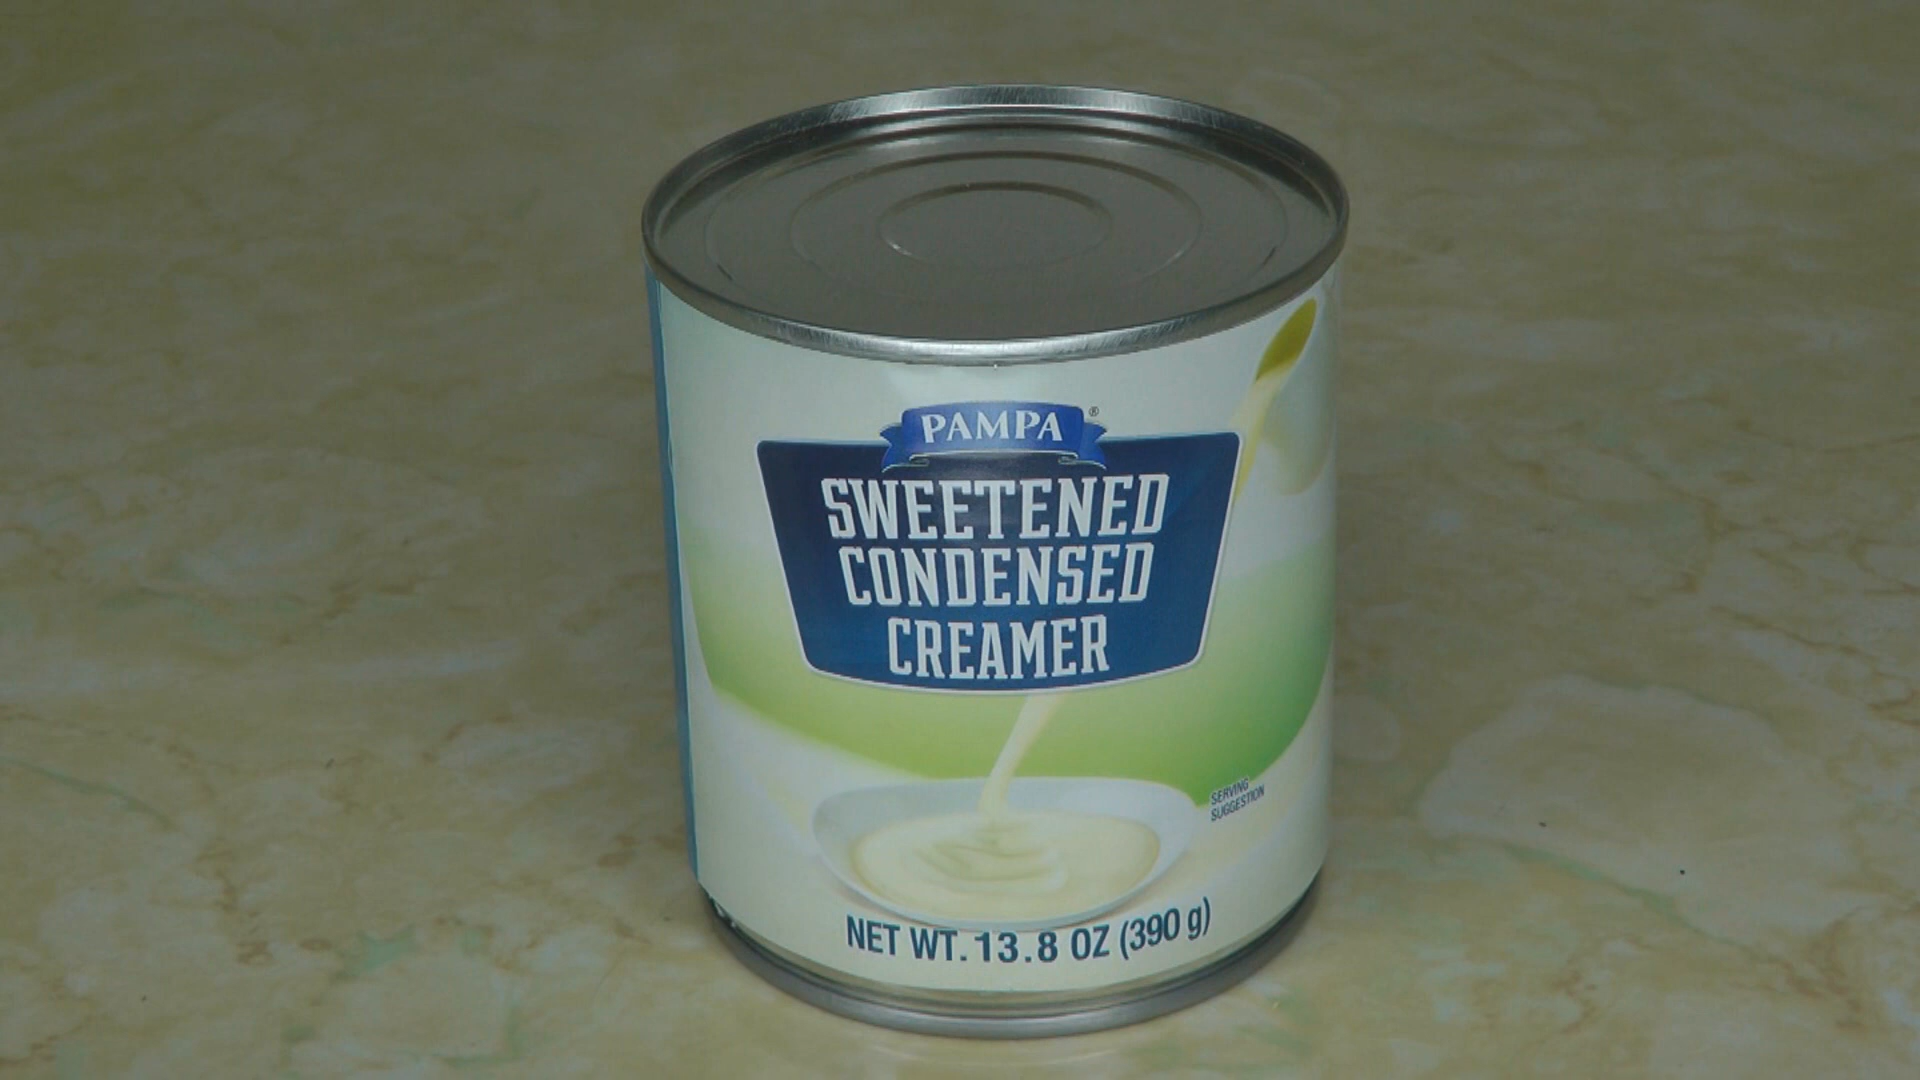 PAMPA®
SWEETENED
CONDENSED
CREAMER
SERVING
SUGGESTION
NET WT. 13.8 OZ (390 g)